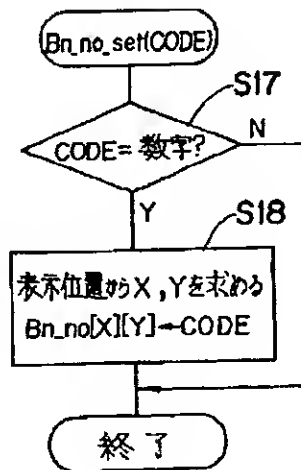 Bn_no_set(CODE)
S17
CODE=数字?
N
Y
S18
表示位置からX,Yを求める
Bn_no[X][Y]←CODE
終了